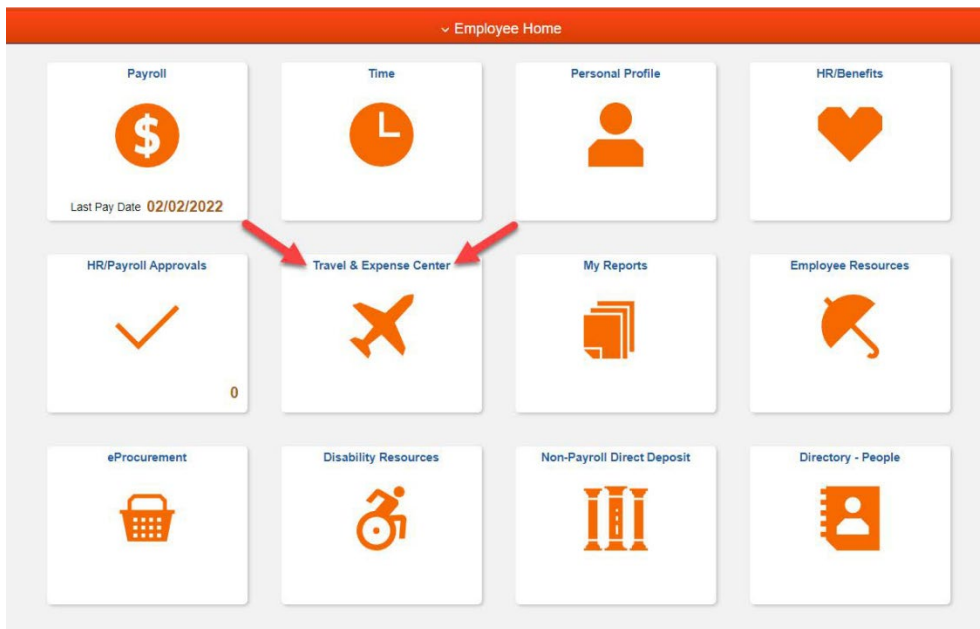 Employee Home
Payroll
Time
Personal Profile
HR/Benefits
$
Last Pay Date 02/02/2022
HR/Payroll Approvals
Travel & Expense Center
My Reports
Employee Resources
0
eProcurement
Disability Resources
Non-Payroll Direct Deposit
Directory - People